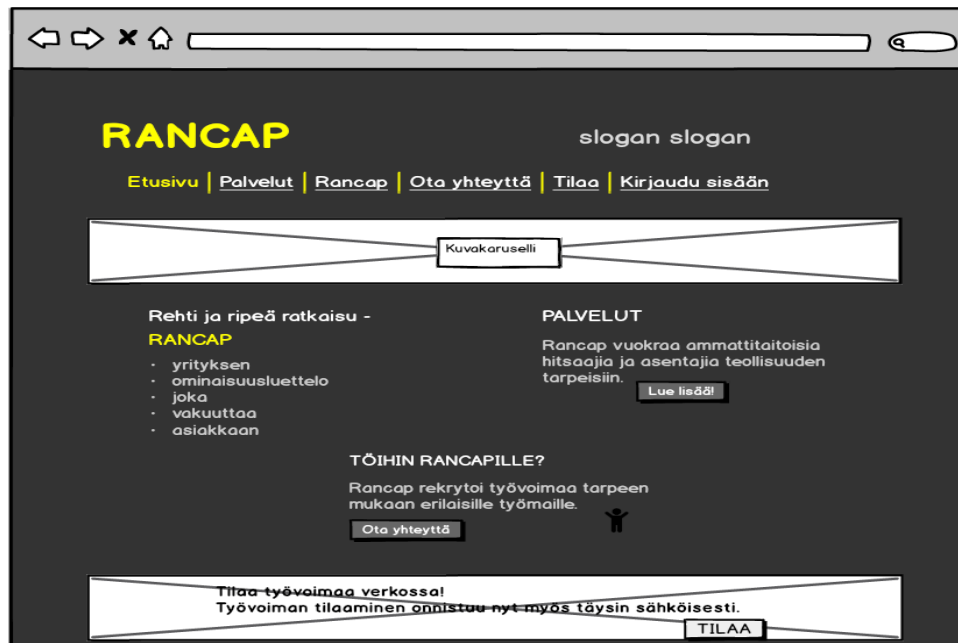 RANCAP
slogan slogan
Etusivu | Palvelut | Rancap | Ota yhteyttä | Tilaa | Kirjaudu sisään
Kuvakaruselli
Rehti ja ripeä ratkaisu -
RANCAP
· yrityksen
· ominaisuusluettelo
· joka
· vakuuttaa
· asiakkaan
PALVELUT
Rancap vuokraa ammattitaitoisia
hitsaajia ja asentajia teollisuuden
tarpeisiin.
Lue lisää!
TÖIHIN RANCAPILLE?
Rancap rekrytoi työvoimaa tarpeen
mukaan erilaisille työmaille.
Ota yhteyttä
Tilaa työvoimaa verkossa!
Työvoiman tilaaminen onnistuu nyt myös täysin sähköisesti.
TILAA